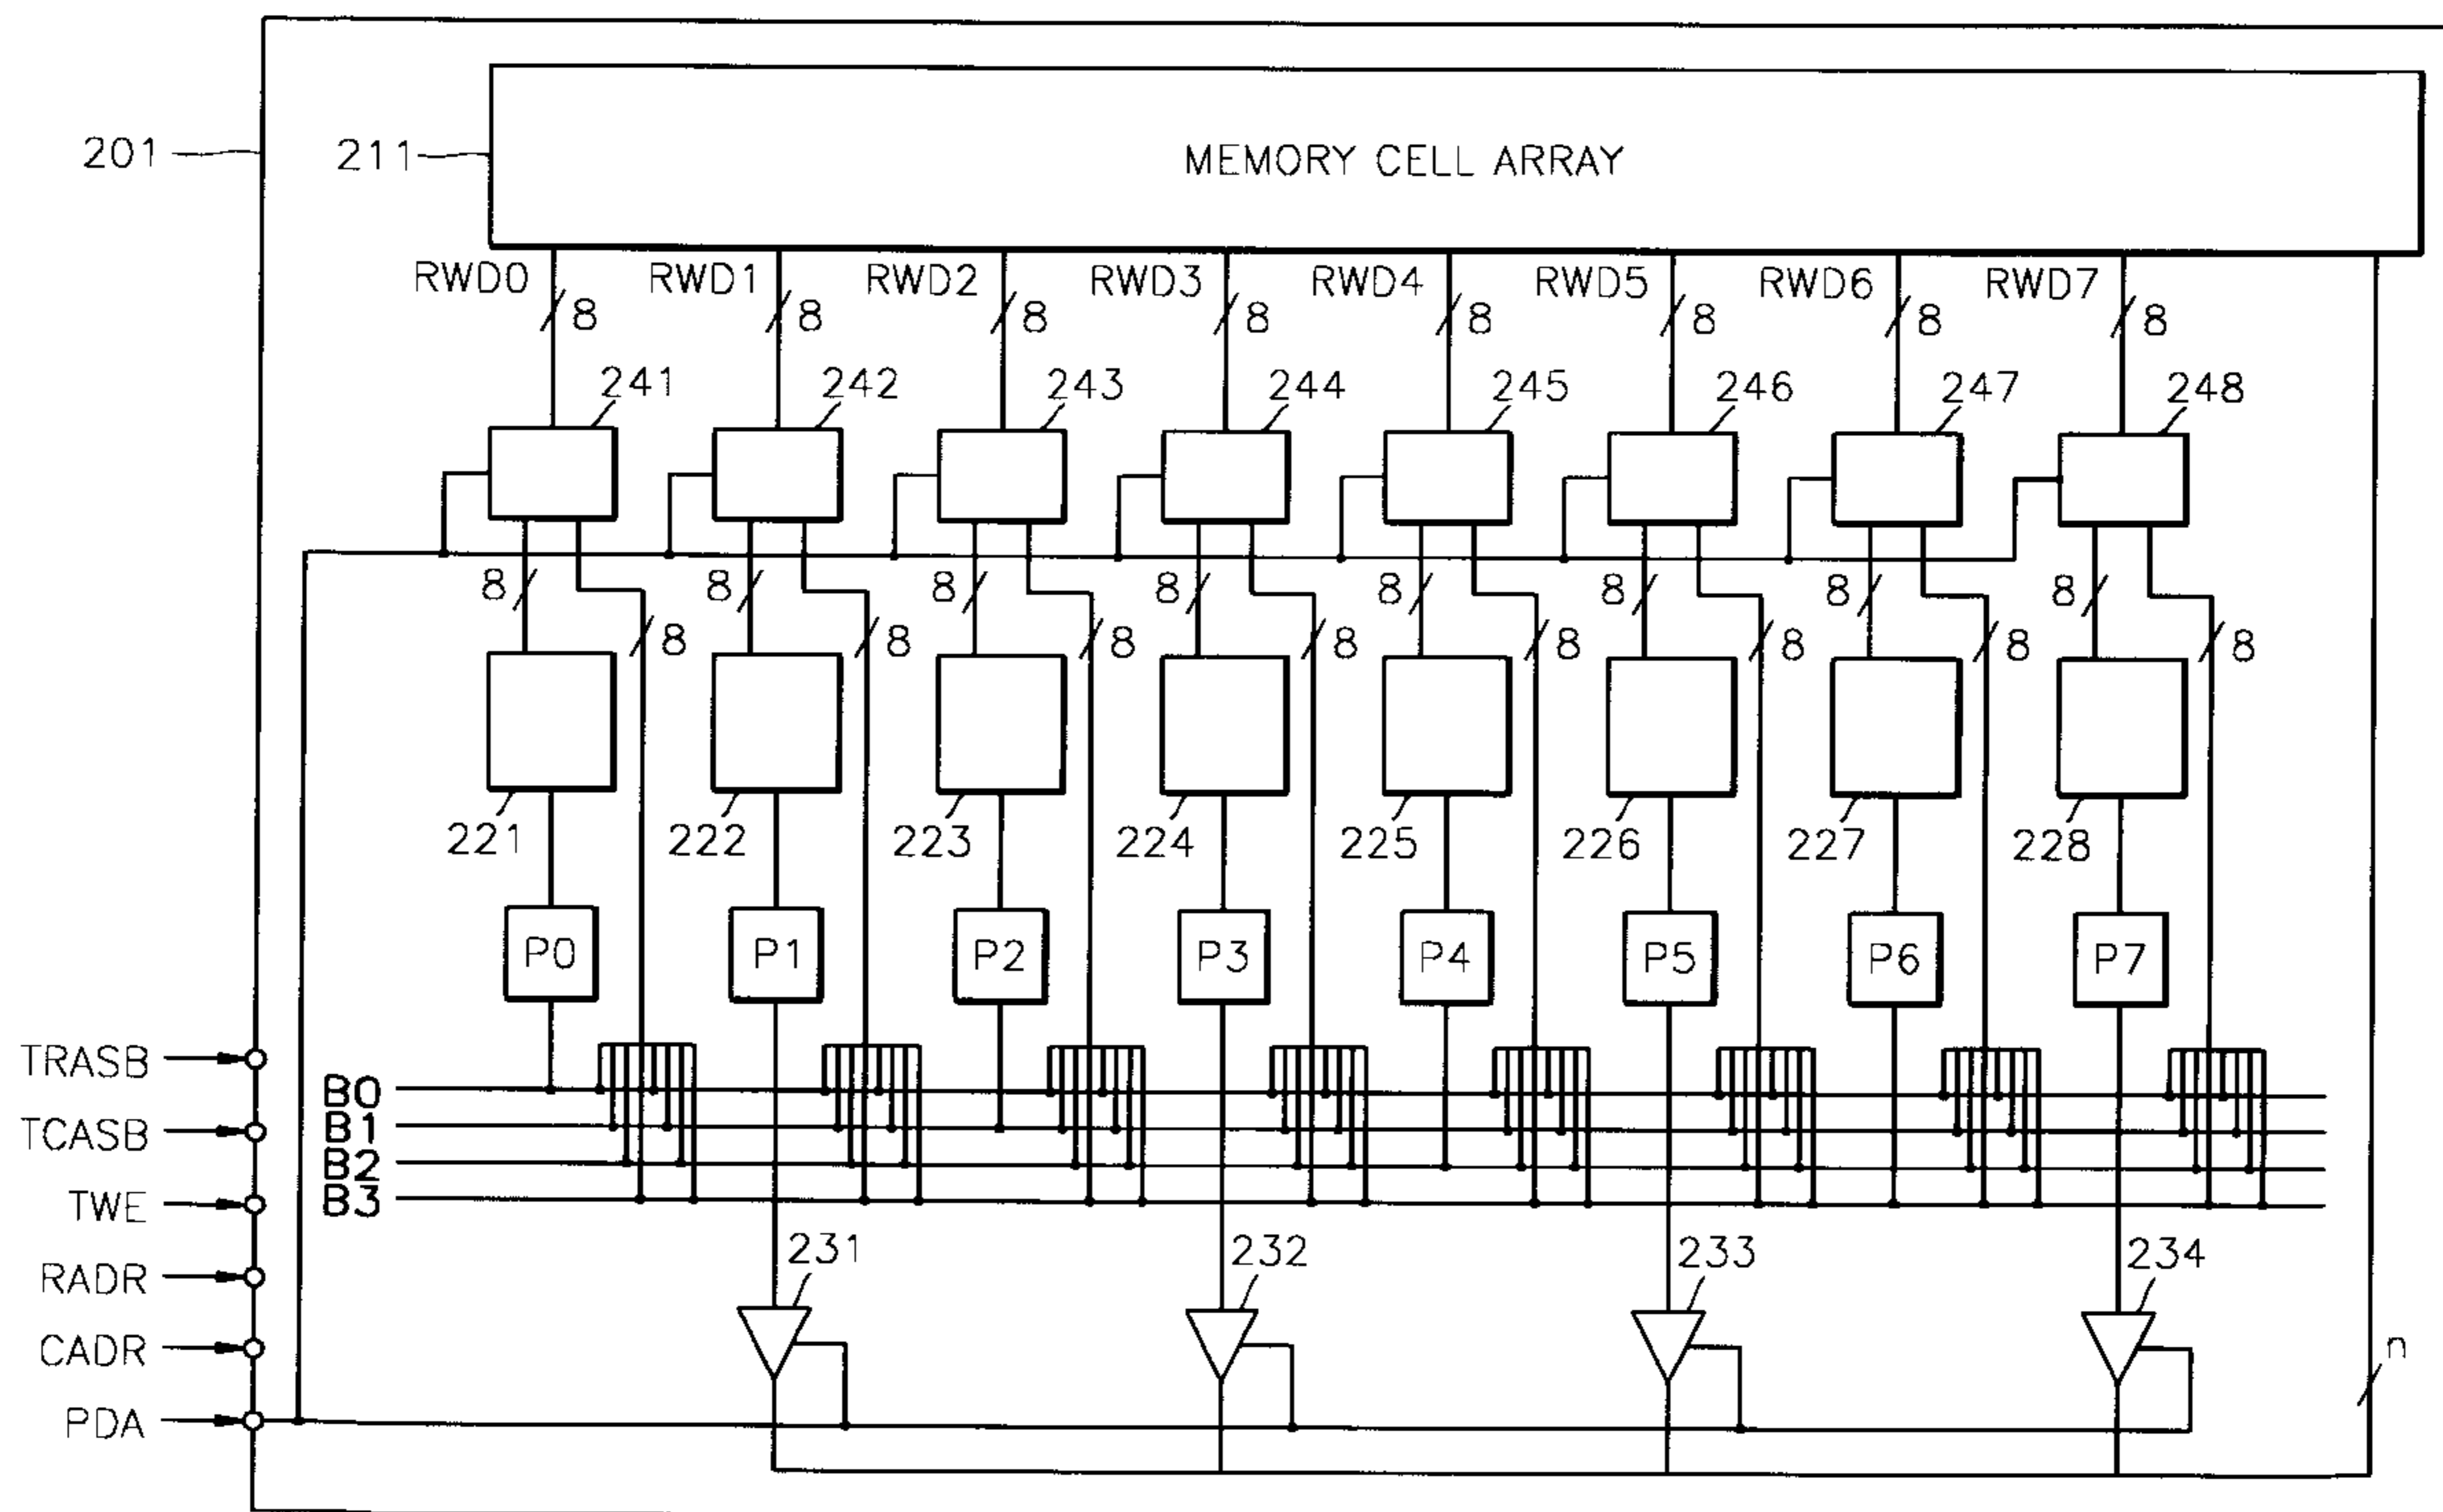 201
211
MEMORY CELL ARRAY
RWD0 RWD1 RWD2 RWD3 RWD4 RWD5 RWD6 RWD7
8 8 8 8 8 8 8 8
241 242 243 244 245 246 247 248
8 8 8 8 8 8 8 8
8 8 8 8 8 8 8 8
221 222 223 224 225 226 227 228
P0 P1 P2 P3 P4 P5 P6 P7
TRASB
B0
TCASB
B1
B2
TWE
B3
231 232 233 234
RADR
CADR
n
PDA